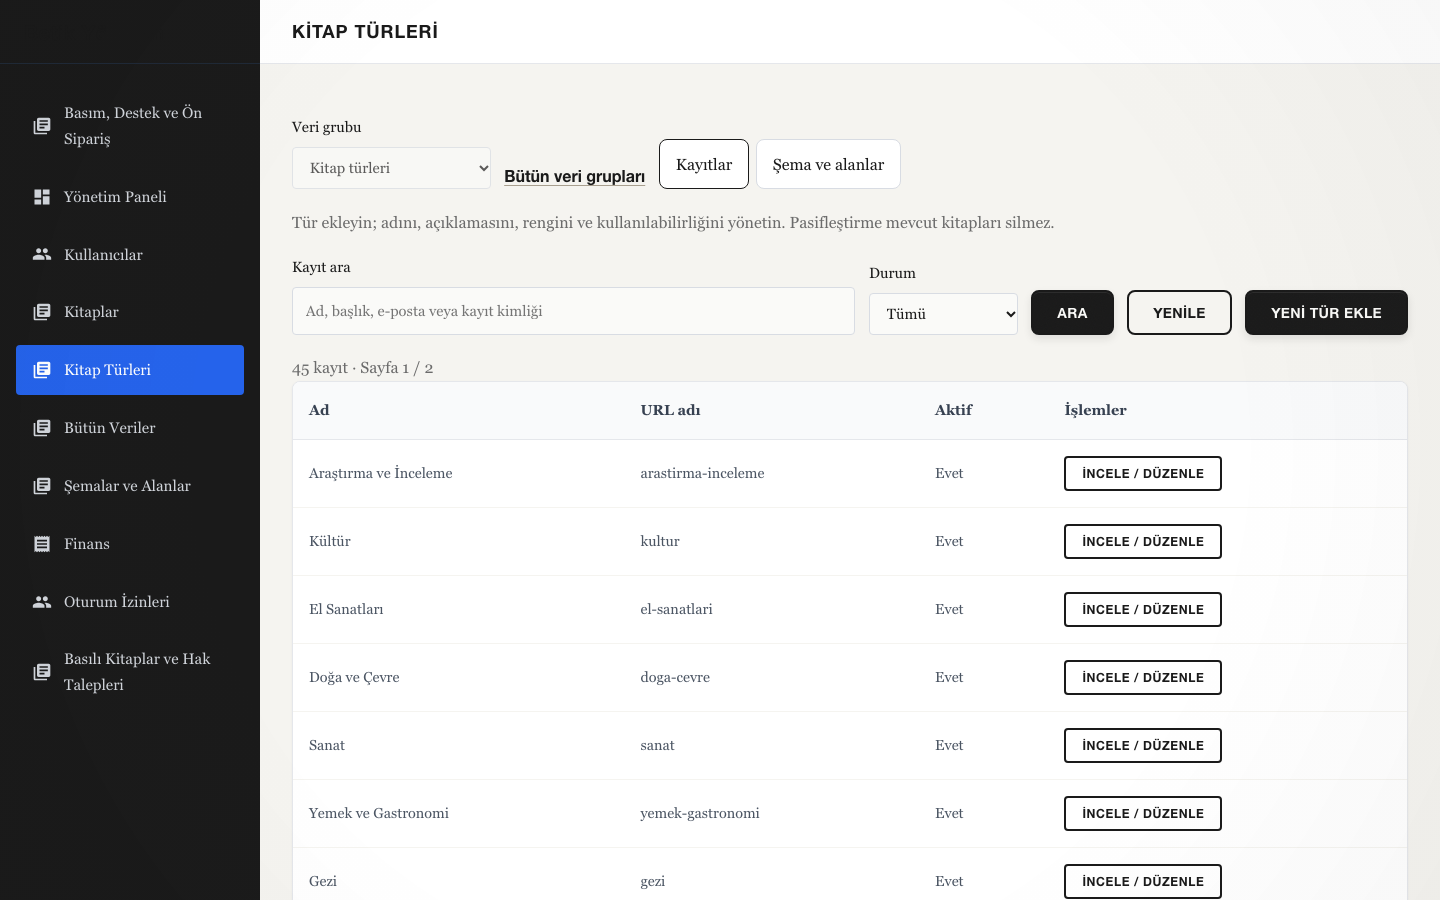 KİTAP TÜRLERİ
Basım, Destek ve Ön
Sipariş
Yönetim Paneli
Kullanıcılar
Kitaplar
Kitap Türleri
Bütün Veriler
Şemalar ve Alanlar
Finans
Oturum İzinleri
Basılı Kitaplar ve Hak
Talepleri
Veri grubu
Kitap türleri
Bütün veri grupları
Kayıtlar
Şema ve alanlar
Tür ekleyin; adını, açıklamasını, rengini ve kullanılabilirliğini yönetin. Pasifleştirme mevcut kitapları silmez.
Kayıt ara
Ad, başlık, e-posta veya kayıt kimliği
Durum
Tümü
ARA
YENİLE
YENİ TÜR EKLE
45 kayıt · Sayfa 1 / 2
Ad URL adı Aktif İşlemler
Araştırma ve İnceleme arastirma-inceleme Evet İNCELE / DÜZENLE
Kültür kultur Evet İNCELE / DÜZENLE
El Sanatları el-sanatlari Evet İNCELE / DÜZENLE
Doğa ve Çevre doga-cevre Evet İNCELE / DÜZENLE
Sanat sanat Evet İNCELE / DÜZENLE
Yemek ve Gastronomi yemek-gastronomi Evet İNCELE / DÜZENLE
Gezi gezi Evet İNCELE / DÜZENLE